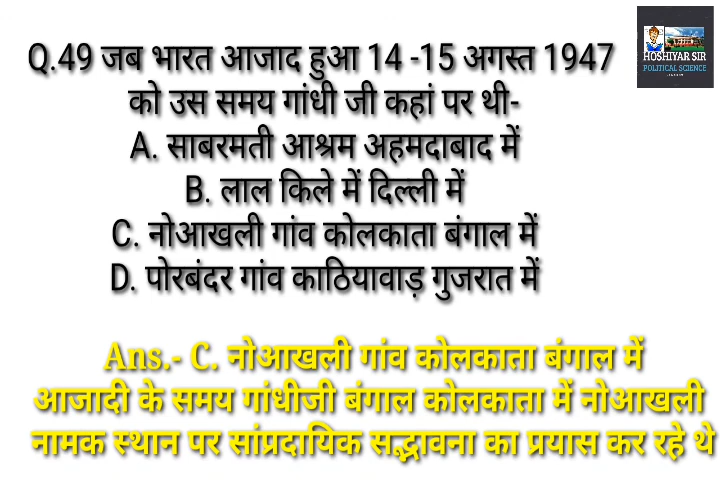 Q.49 जब भारत आजाद हुआ 14 -15 अगस्त 1947
को उस समय गांधी जी कहां पर थी-
A. साबरमती आश्रम अहमदाबाद में
B. लाल किले में दिल्ली में
C. नोआखली गांव कोलकाता बंगाल में
D. पोरबंदर गांव काठियावाड़ गुजरात में
Ans.- C. नोआखली गांव कोलकाता बंगाल में
आजादी के समय गांधीजी बंगाल कोलकाता में नोआखली
नामक स्थान पर सांप्रदायिक सद्भावना का प्रयास कर रहे थे
HOSHIYAR SIR
POLITICAL SCIENCE